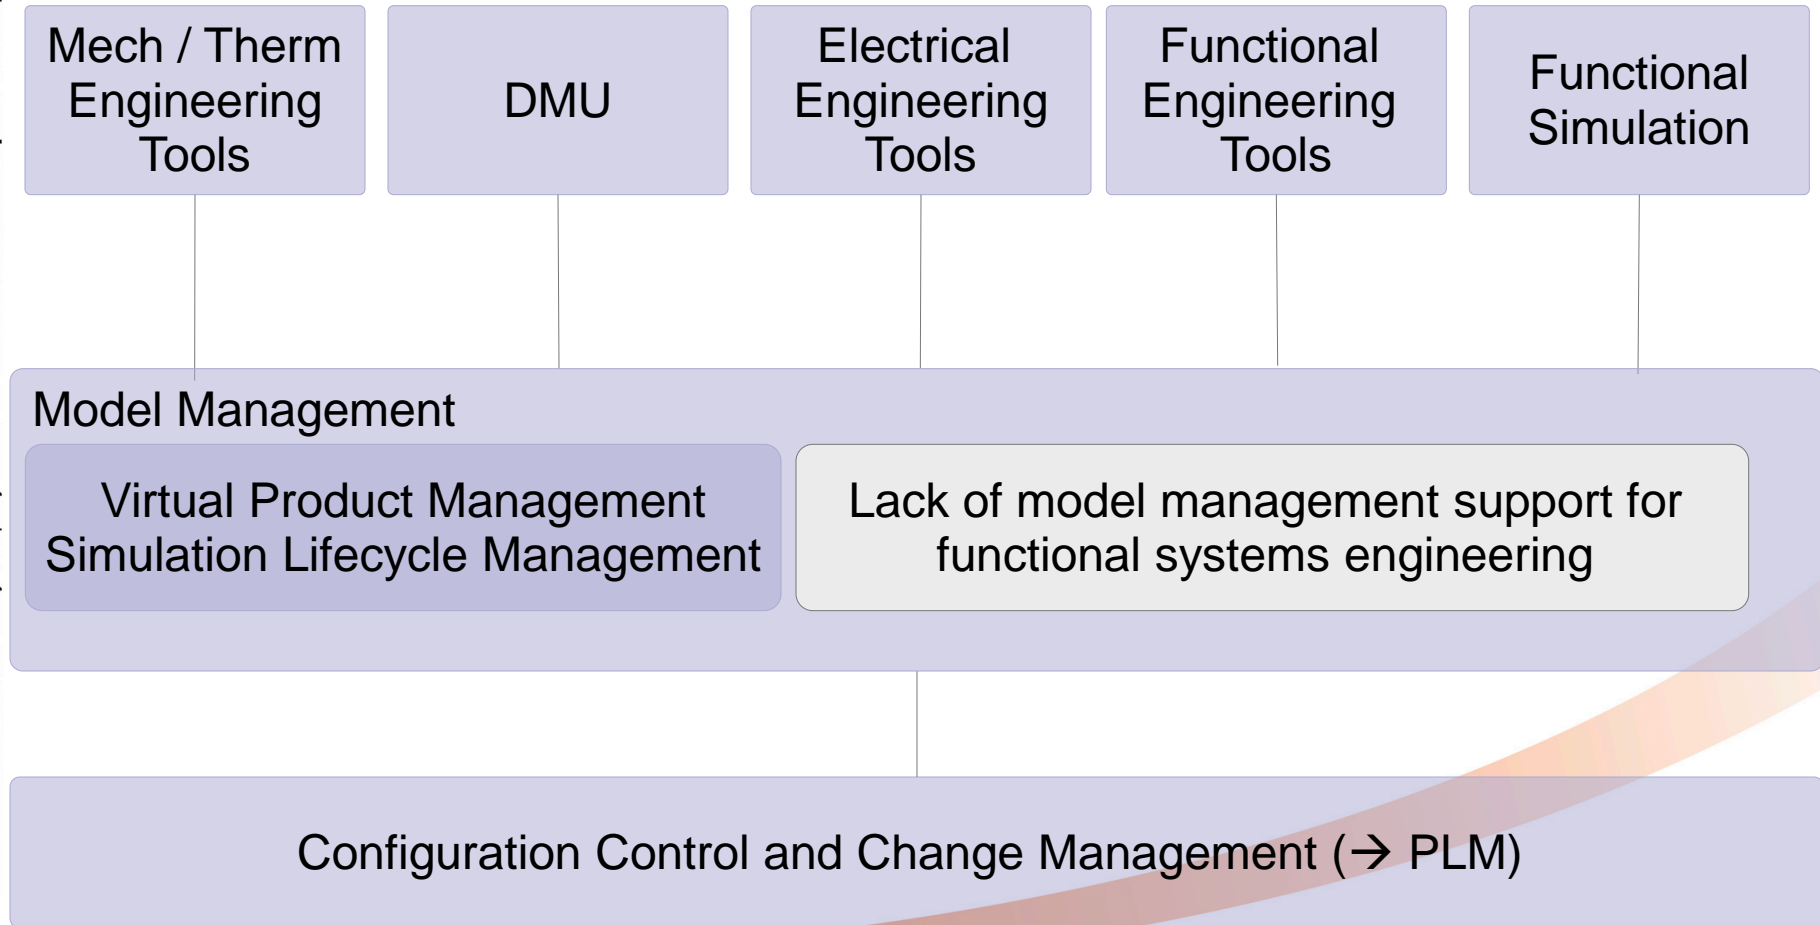 Mech / Therm
Engineering
Tools
DMU
Electrical
Engineering
Tools
Functional
Engineering
Tools
Functional
Simulation
Model Management
Virtual Product Management
Simulation Lifecycle Management
Lack of model management support for
functional systems engineering
Configuration Control and Change Management (→ PLM)